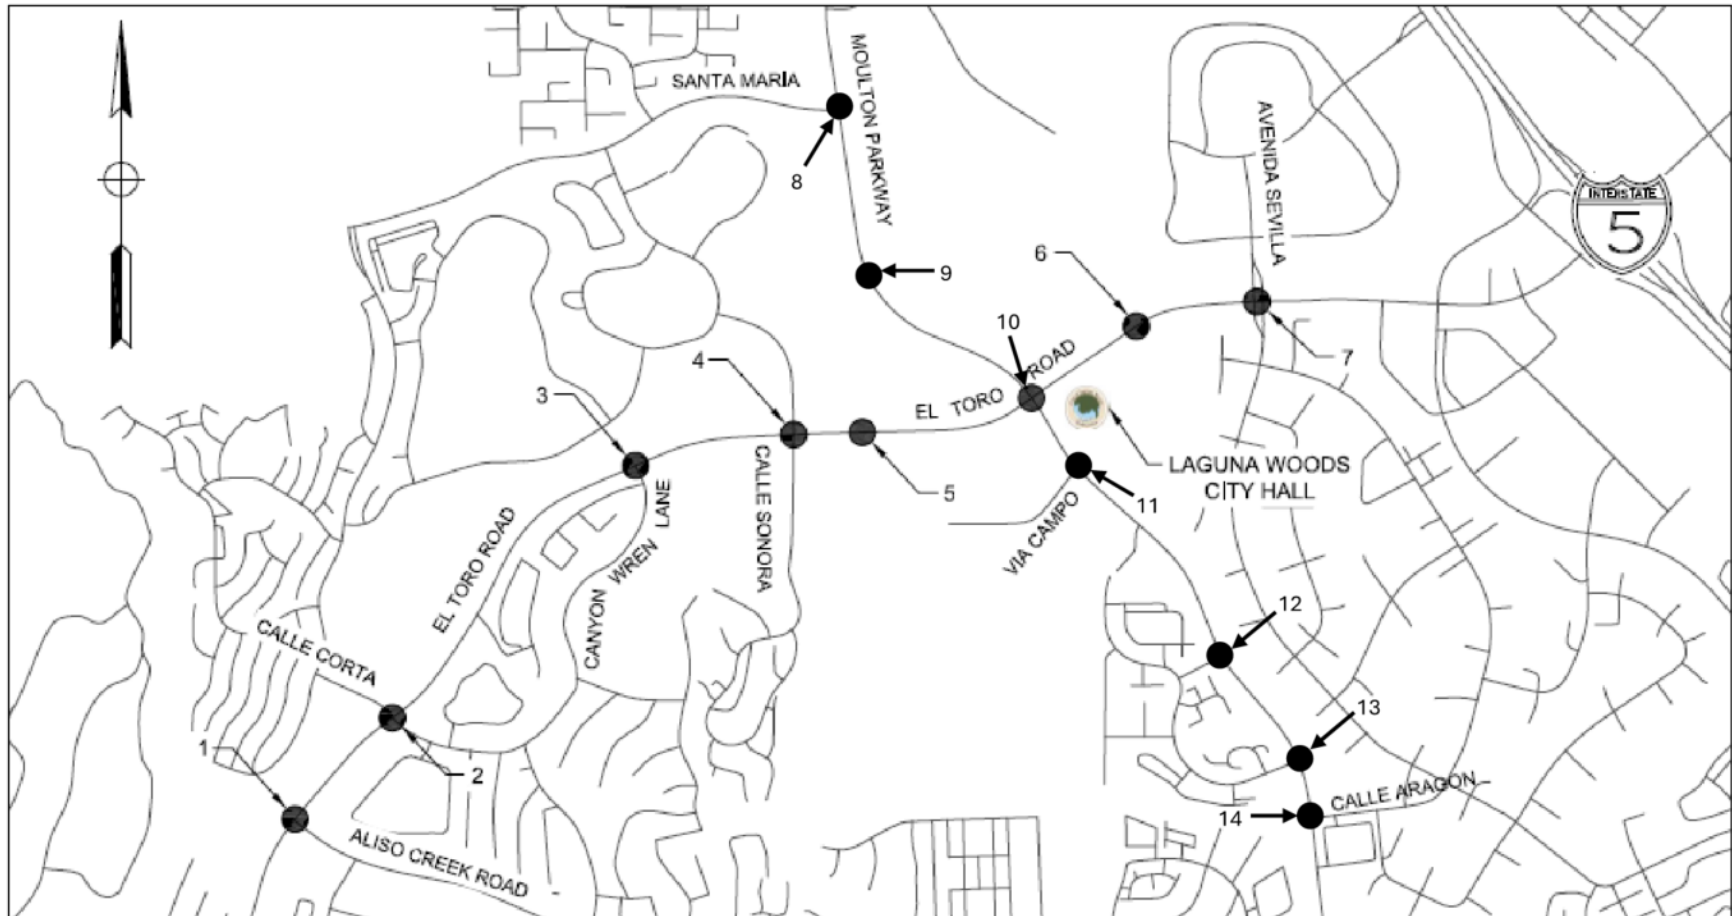 SANTA MARIA
MOULTON PARKWAY
8
AVENIDA SEVILLA
INTERSTATE
5
6
9
10
7
4
3
EL TORO ROAD
CALLE SONORA
5
LAGUNA WOODS
CITY HALL
11
VIA CAMPO
EL TORO ROAD
CANYON WREN LANE
CALLE CORTA
12
13
1
2
CALLE ARAGON
14
ALISO CREEK ROAD